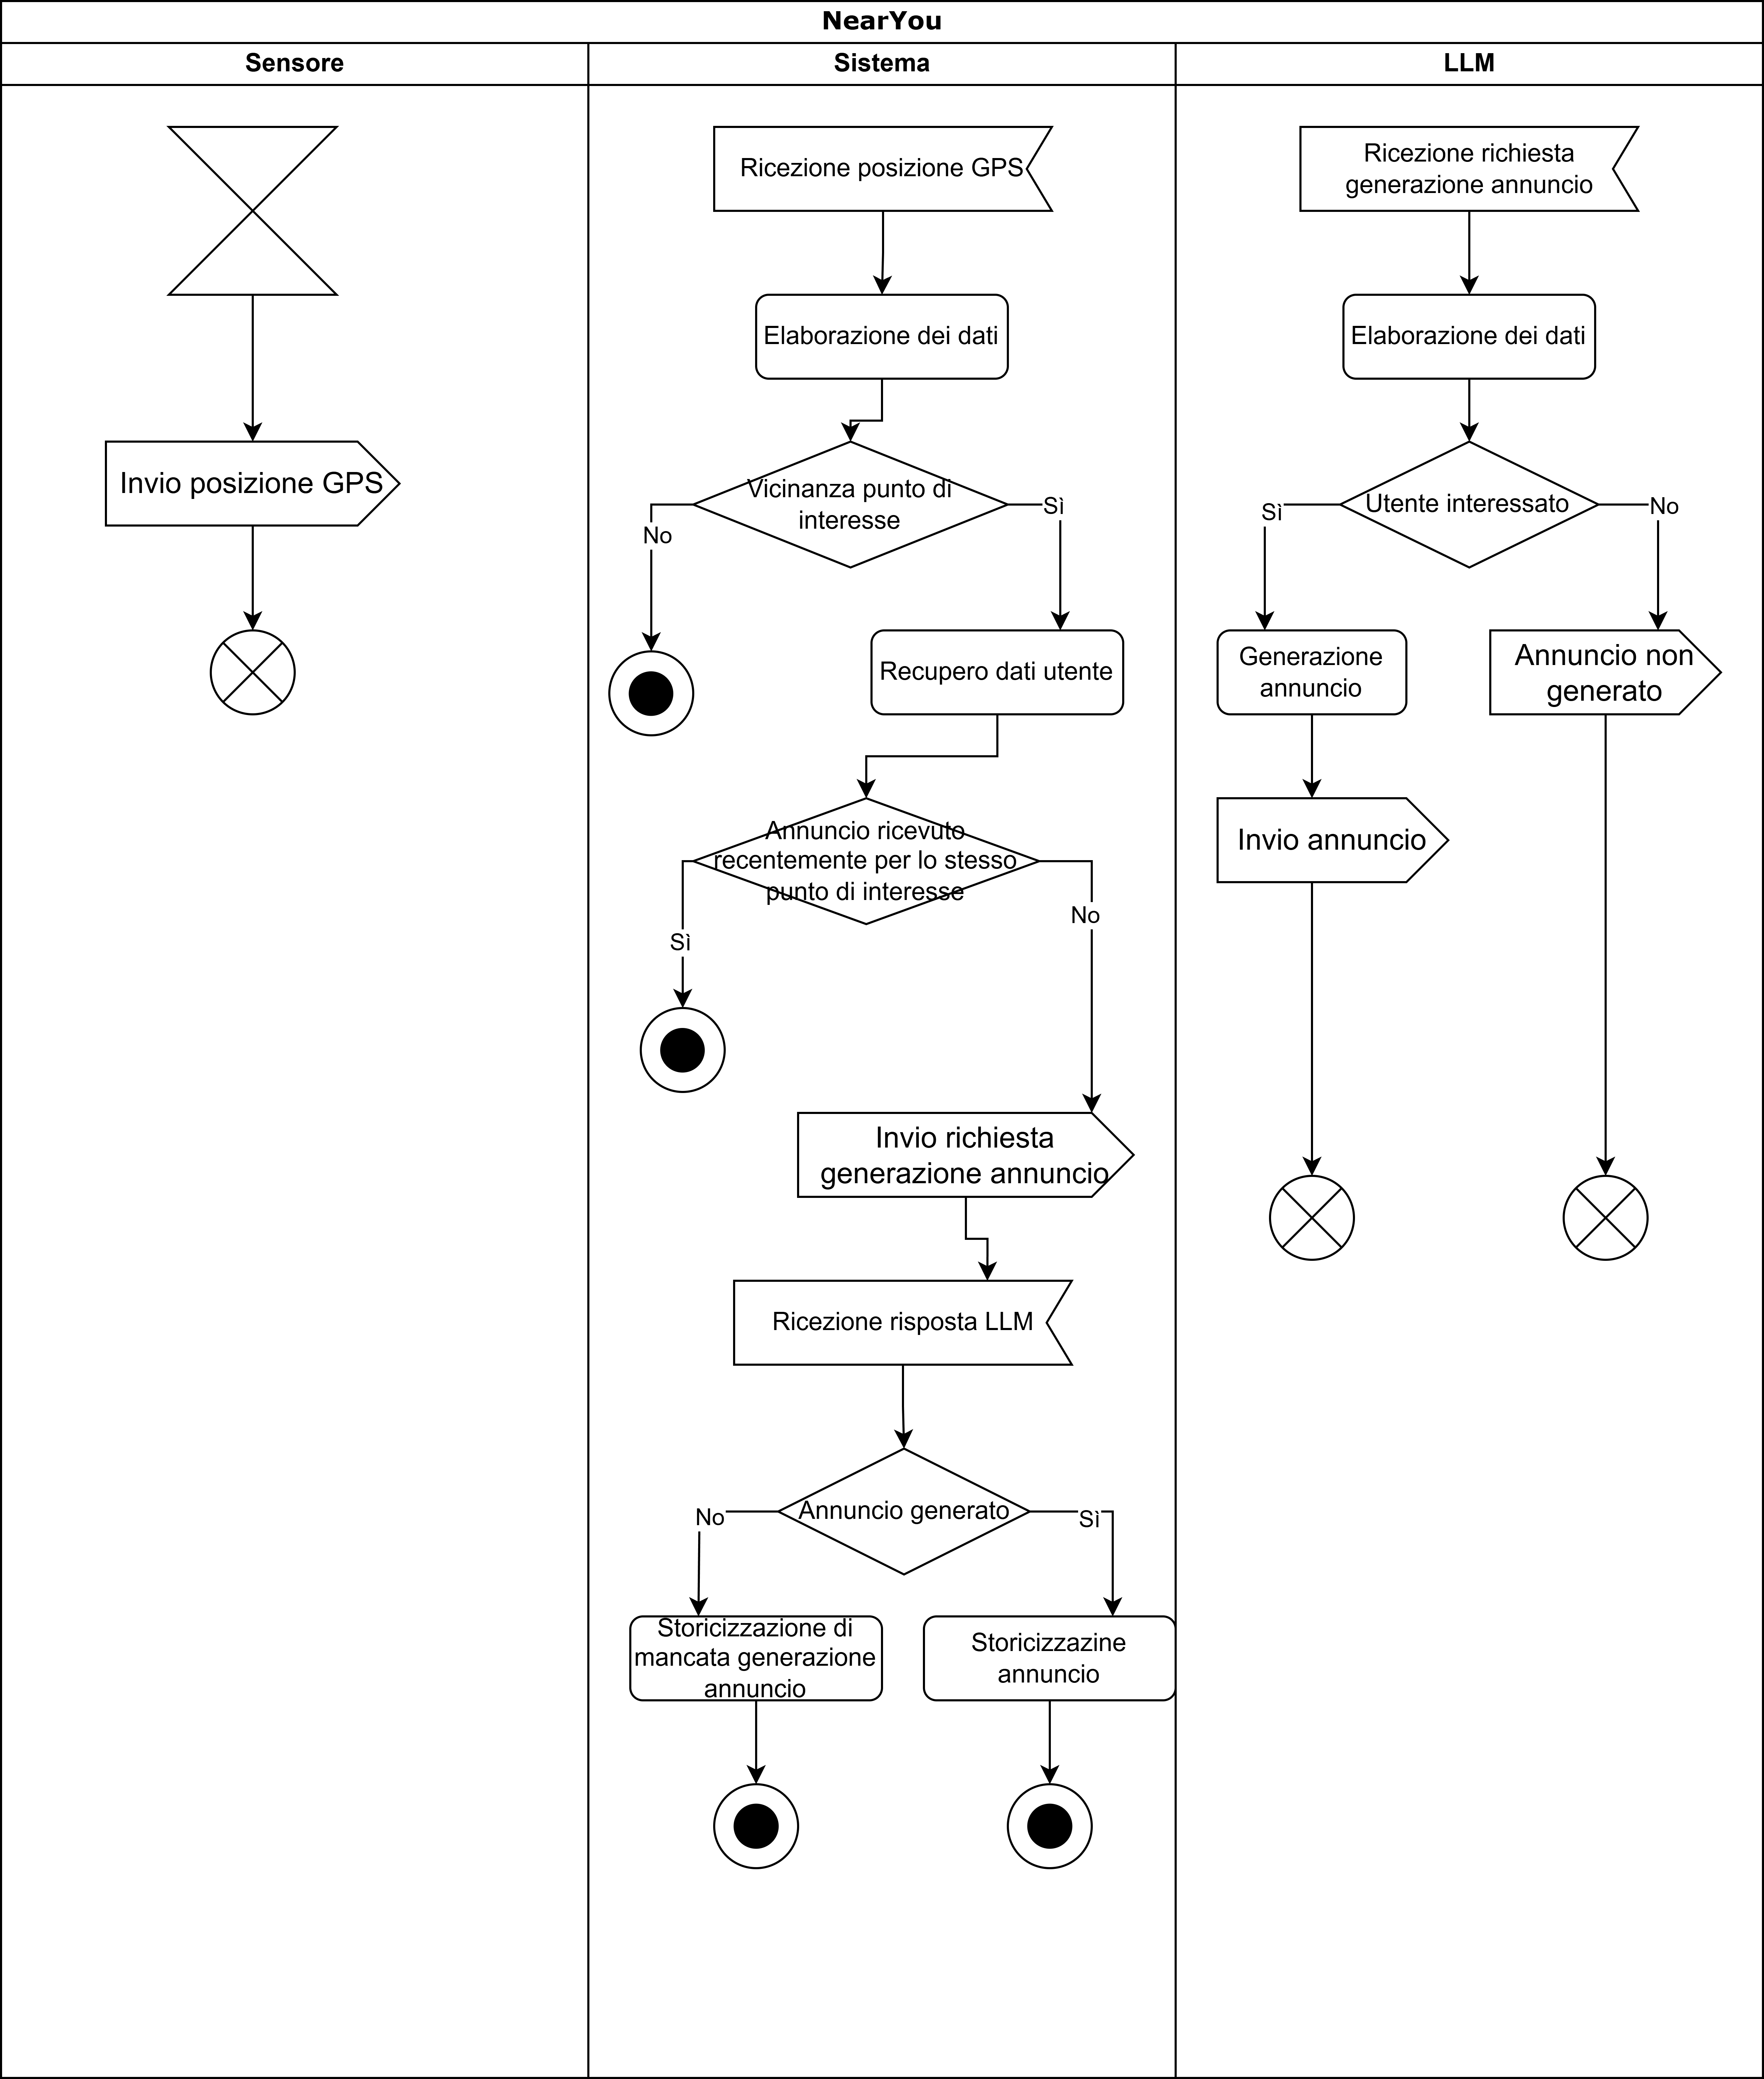 NearYou
Sensore
Sistema
LLM
Invio posizione GPS
Ricezione posizione GPS
Elaborazione dei dati
Vicinanza punto di
interesse
No
Sì
Recupero dati utente
Annuncio ricevuto
recentemente per lo stesso
punto di interesse
Sì
No
Invio richiesta
generazione annuncio
Ricezione risposta LLM
Annuncio generato
No
Sì
Storicizzazione di
mancata generazione
annuncio
Storicizzazine
annuncio
Ricezione richiesta
generazione annuncio
Elaborazione dei dati
Utente interessato
Sì
No
Generazione
annuncio
Annuncio non
generato
Invio annuncio